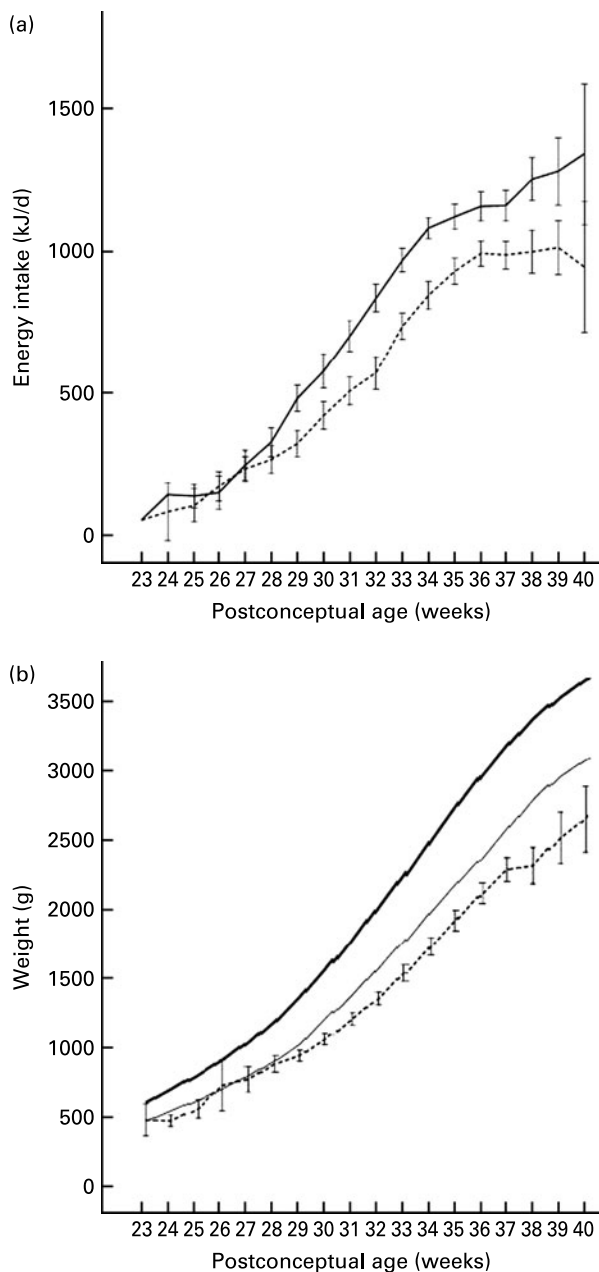 (a)
Energy intake (kJ/d)
1500
1000
500
0
23 24 25 26 27 28 29 30 31 32 33 34 35 36 37 38 39 40
Postconceptual age (weeks)
(b)
Weight (g)
3500
3000
2500
2000
1500
1000
500
0
23 24 25 26 27 28 29 30 31 32 33 34 35 36 37 38 39 40
Postconceptual age (weeks)